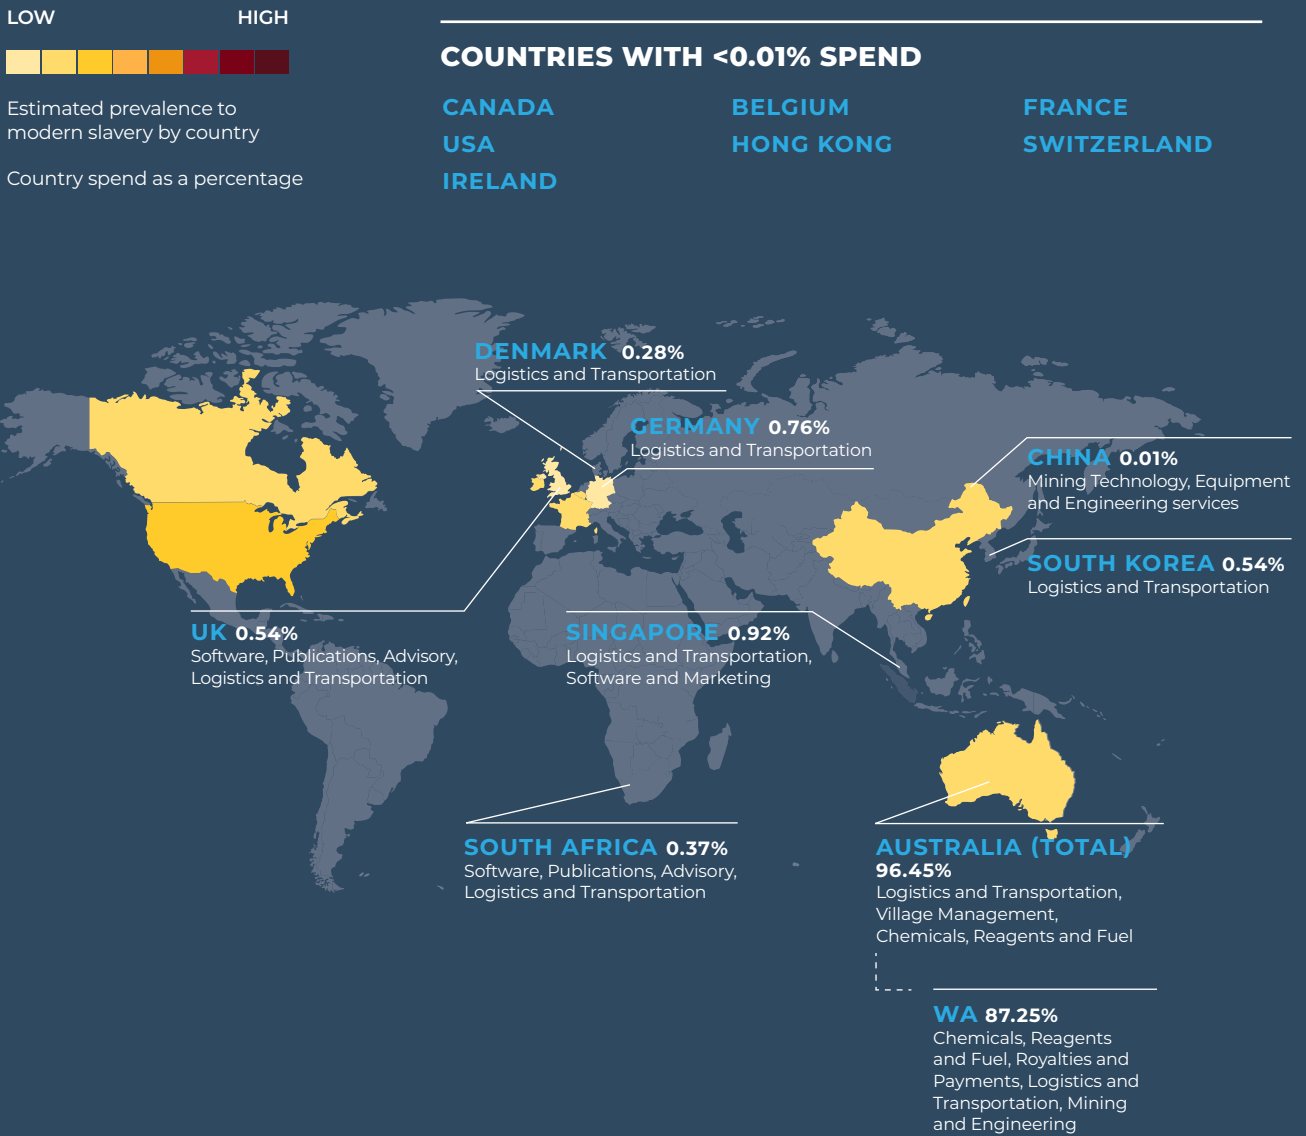 LOW HIGH
Estimated prevalence to
modern slavery by country
Country spend as a percentage
COUNTRIES WITH <0.01% SPEND
CANADA
USA
IRELAND
BELGIUM
HONG KONG
FRANCE
SWITZERLAND
DENMARK 0.28%
Logistics and Transportation
GERMANY 0.76%
Logistics and Transportation
CHINA 0.01%
Mining Technology, Equipment
and Engineering services
SOUTH KOREA 0.54%
Logistics and Transportation
UK 0.54%
Software, Publications, Advisory,
Logistics and Transportation
SINGAPORE 0.92%
Logistics and Transportation,
Software and Marketing
SOUTH AFRICA 0.37%
Software, Publications, Advisory,
Logistics and Transportation
AUSTRALIA (TOTAL)
96.45%
Logistics and Transportation,
Village Management,
Chemicals, Reagents and Fuel
WA 87.25%
Chemicals, Reagents
and Fuel, Royalties and
Payments, Logistics and
Transportation, Mining
and Engineering